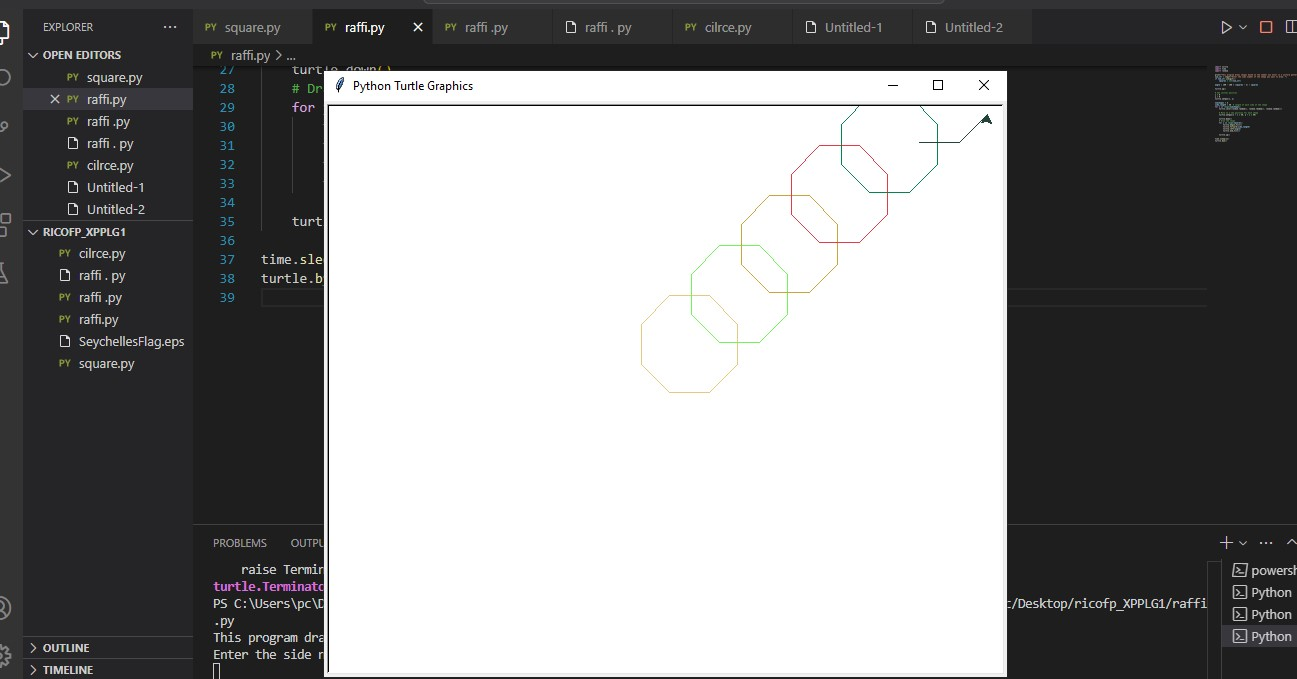 EXPLORER
OPEN EDITORS
PY square.py
PY raffi.py
PY raffi .py
raffi . py
PY cilrce.py
Untitled-1
Untitled-2
RICOFP_XPPLG1
PY cilrce.py
raffi . py
PY raffi .py
PY raffi.py
SeychellesFlag.eps
PY square.py
OUTLINE
TIMELINE
PY square.py
PY raffi.py
PY raffi .py
raffi . py
PY cilrce.py
Untitled-1
Untitled-2
PY raffi.py > ...
27 turtle.down()
28 # Dr
29 for
30
31
32
33
34
35 turt
36
37 time.sle
38 turtle.b
39
Python Turtle Graphics
PROBLEMS OUTPU
raise Termin
turtle.Terminato
PS C:\Users\pc\D :/Desktop/ricofp_XPPLG1/raffi
.py
This program dra
Enter the side n
powersh
Python
Python
Python